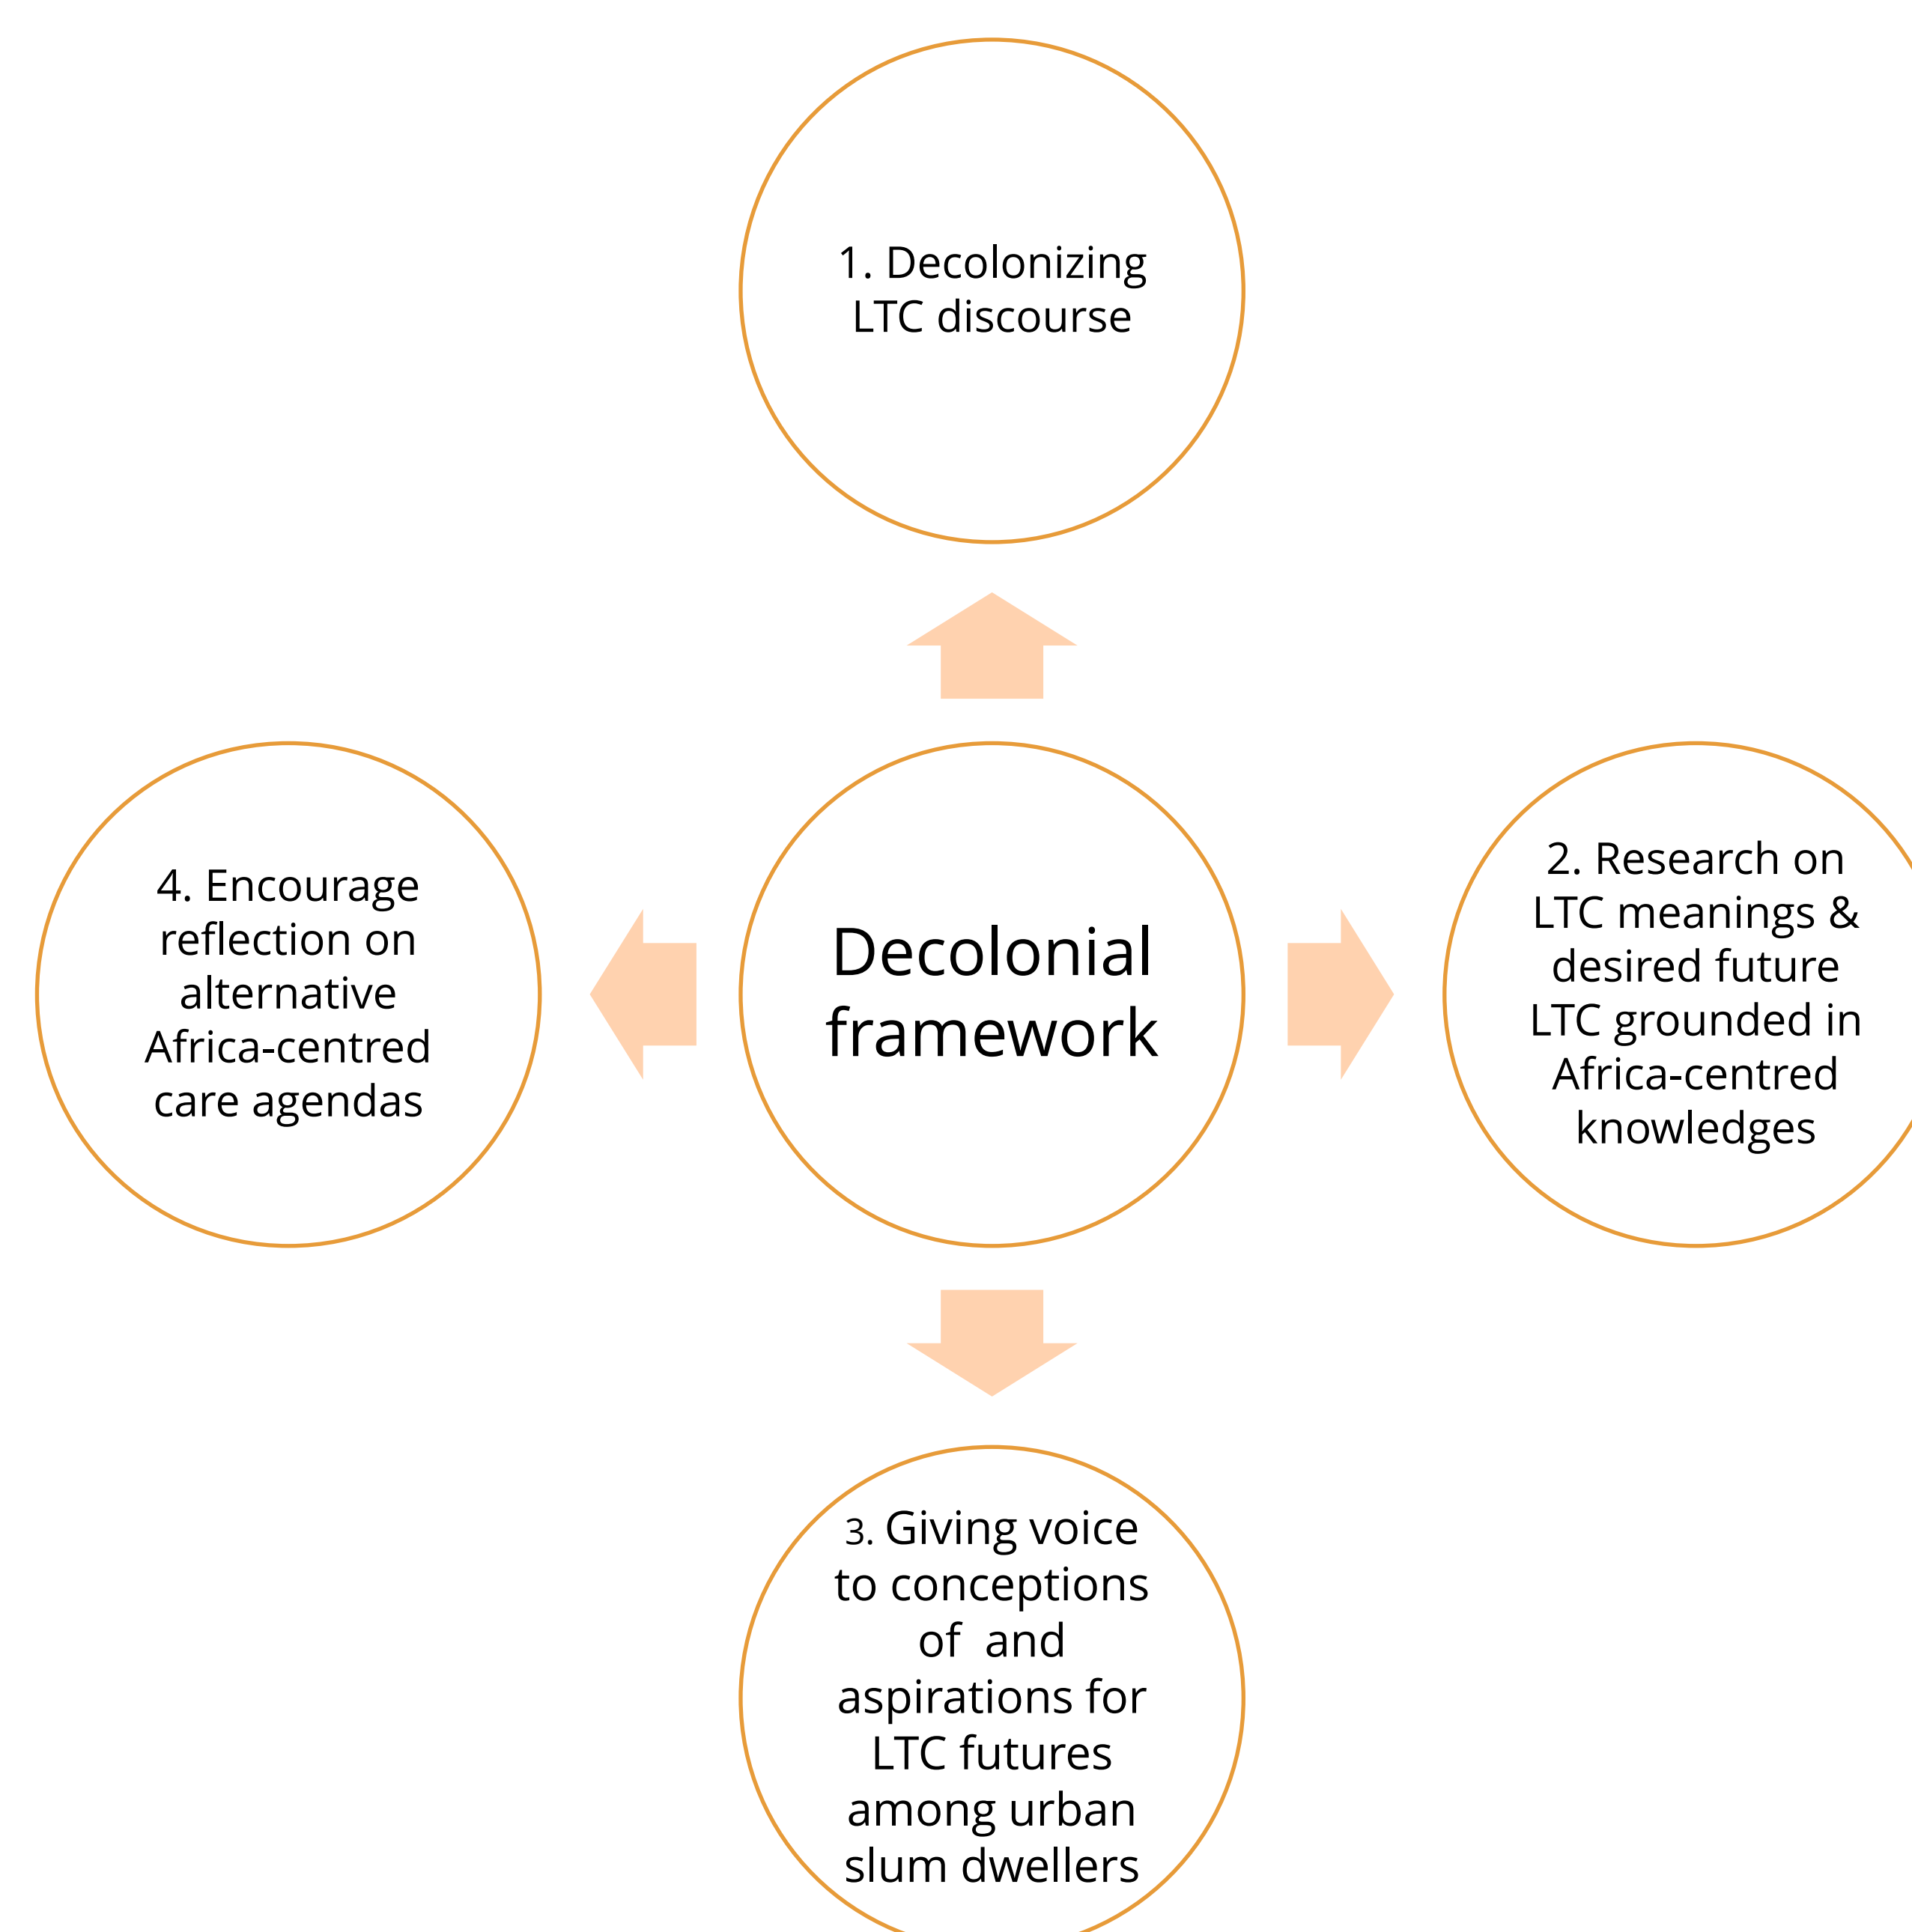 1. Decolonizing
LTC discourse
Decolonial
framework
2. Research on
LTC meanings &
desired future
LTC grounded in
Africa-centred
knowledges
3. Giving voice
to conceptions
of  and
aspirations for
LTC futures
among urban
slum dwellers
4. Encourage
reflection on
alternative
Africa-centred
care agendas